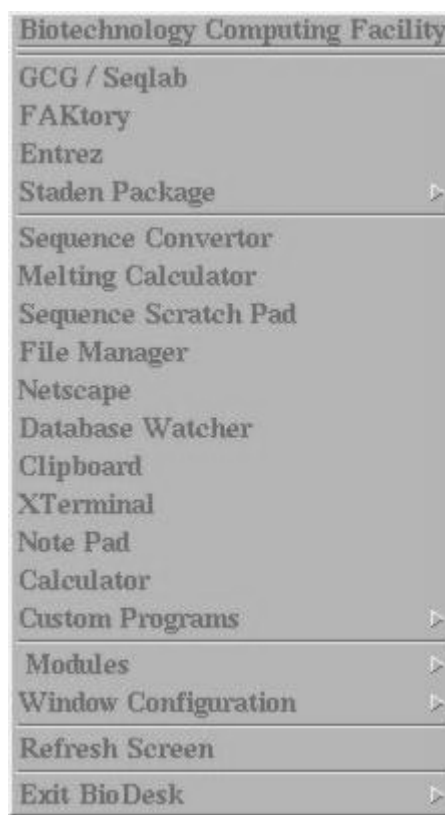 Biotechnology Computing Facility
GCG / Seqlab
FAKtory
Entrez
Staden Package
Sequence Convertor
Melting Calculator
Sequence Scratch Pad
File Manager
Netscape
Database Watcher
Clipboard
XTerminal
Note Pad
Calculator
Custom Programs
Modules
Window Configuration
Refresh Screen
Exit BioDesk